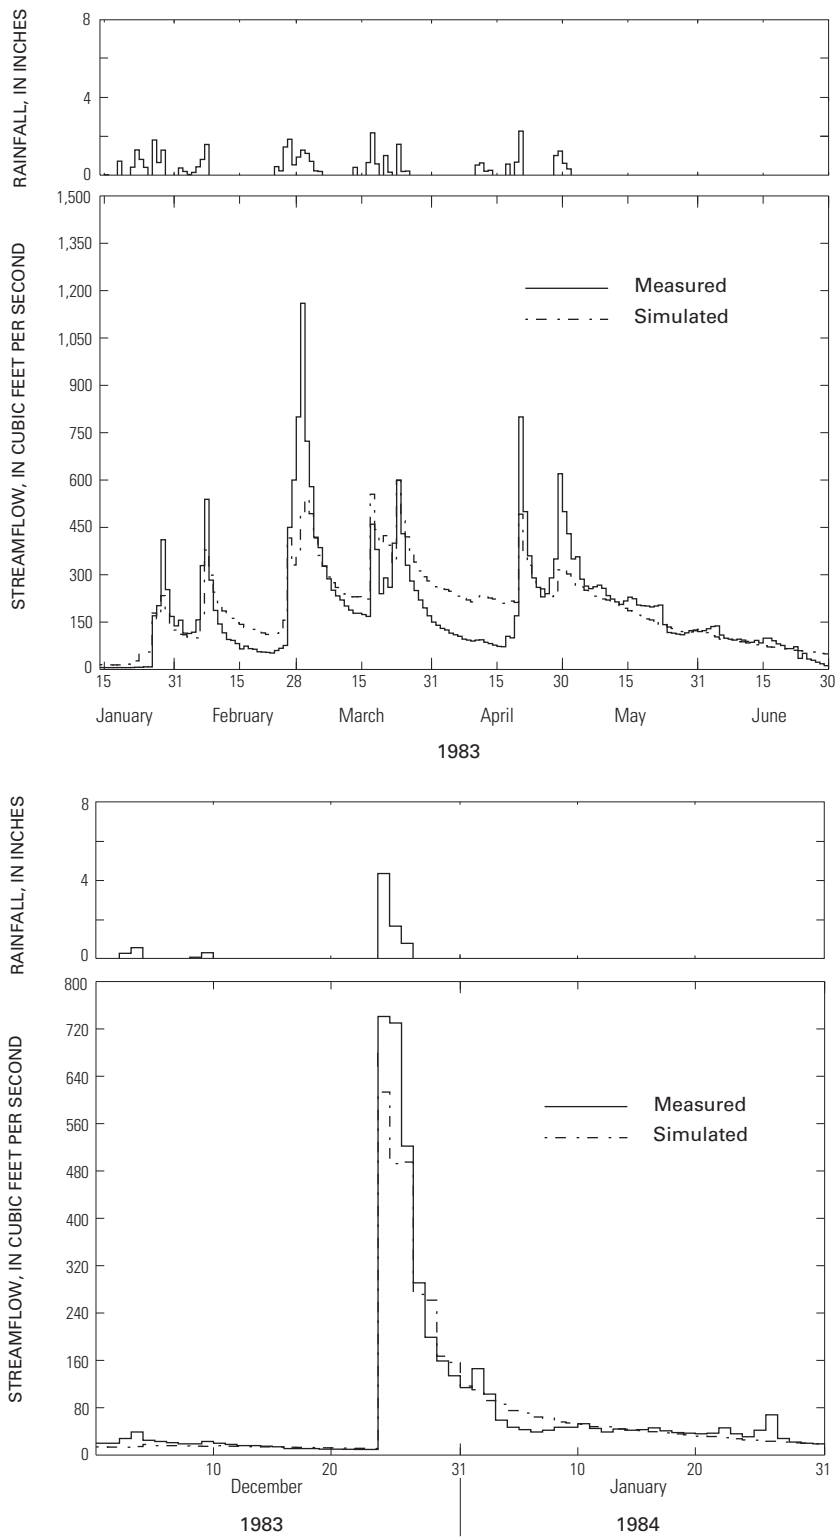 RAINFALL, IN INCHES
8
4
0
STREAMFLOW, IN CUBIC FEET PER SECOND
1,500
1,350
1,200
1,050
900
750
600
450
300
150
0
Measured
Simulated
15 31 15 28 15 31 15 30 15 31 15 30
January February March April May June
1983
RAINFALL, IN INCHES
8
4
0
STREAMFLOW, IN CUBIC FEET PER SECOND
800
720
640
560
480
400
320
240
160
80
0
Measured
Simulated
10 20 31 10 20 31
December January
1983 1984